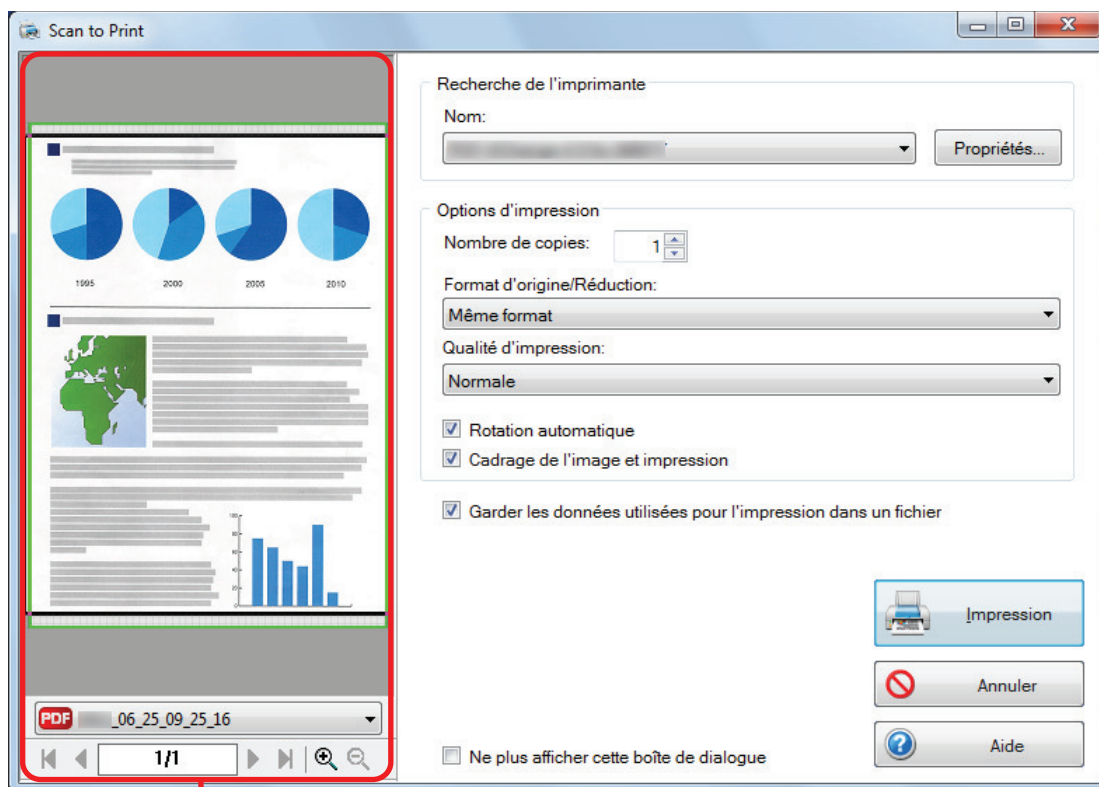 Scan to Print
Recherche de l'imprimante
Nom:
Propriétés...
Options d'impression
Nombre de copies:
1
Format d'origine/Réduction:
Même format
Qualité d'impression:
Normale
Rotation automatique
Cadrage de l'image et impression
Garder les données utilisées pour l'impression dans un fichier
Impression
Annuler
Aide
Ne plus afficher cette boîte de dialogue
1995 2000 2005 2010
PDF _06_25_09_25_16
1/1